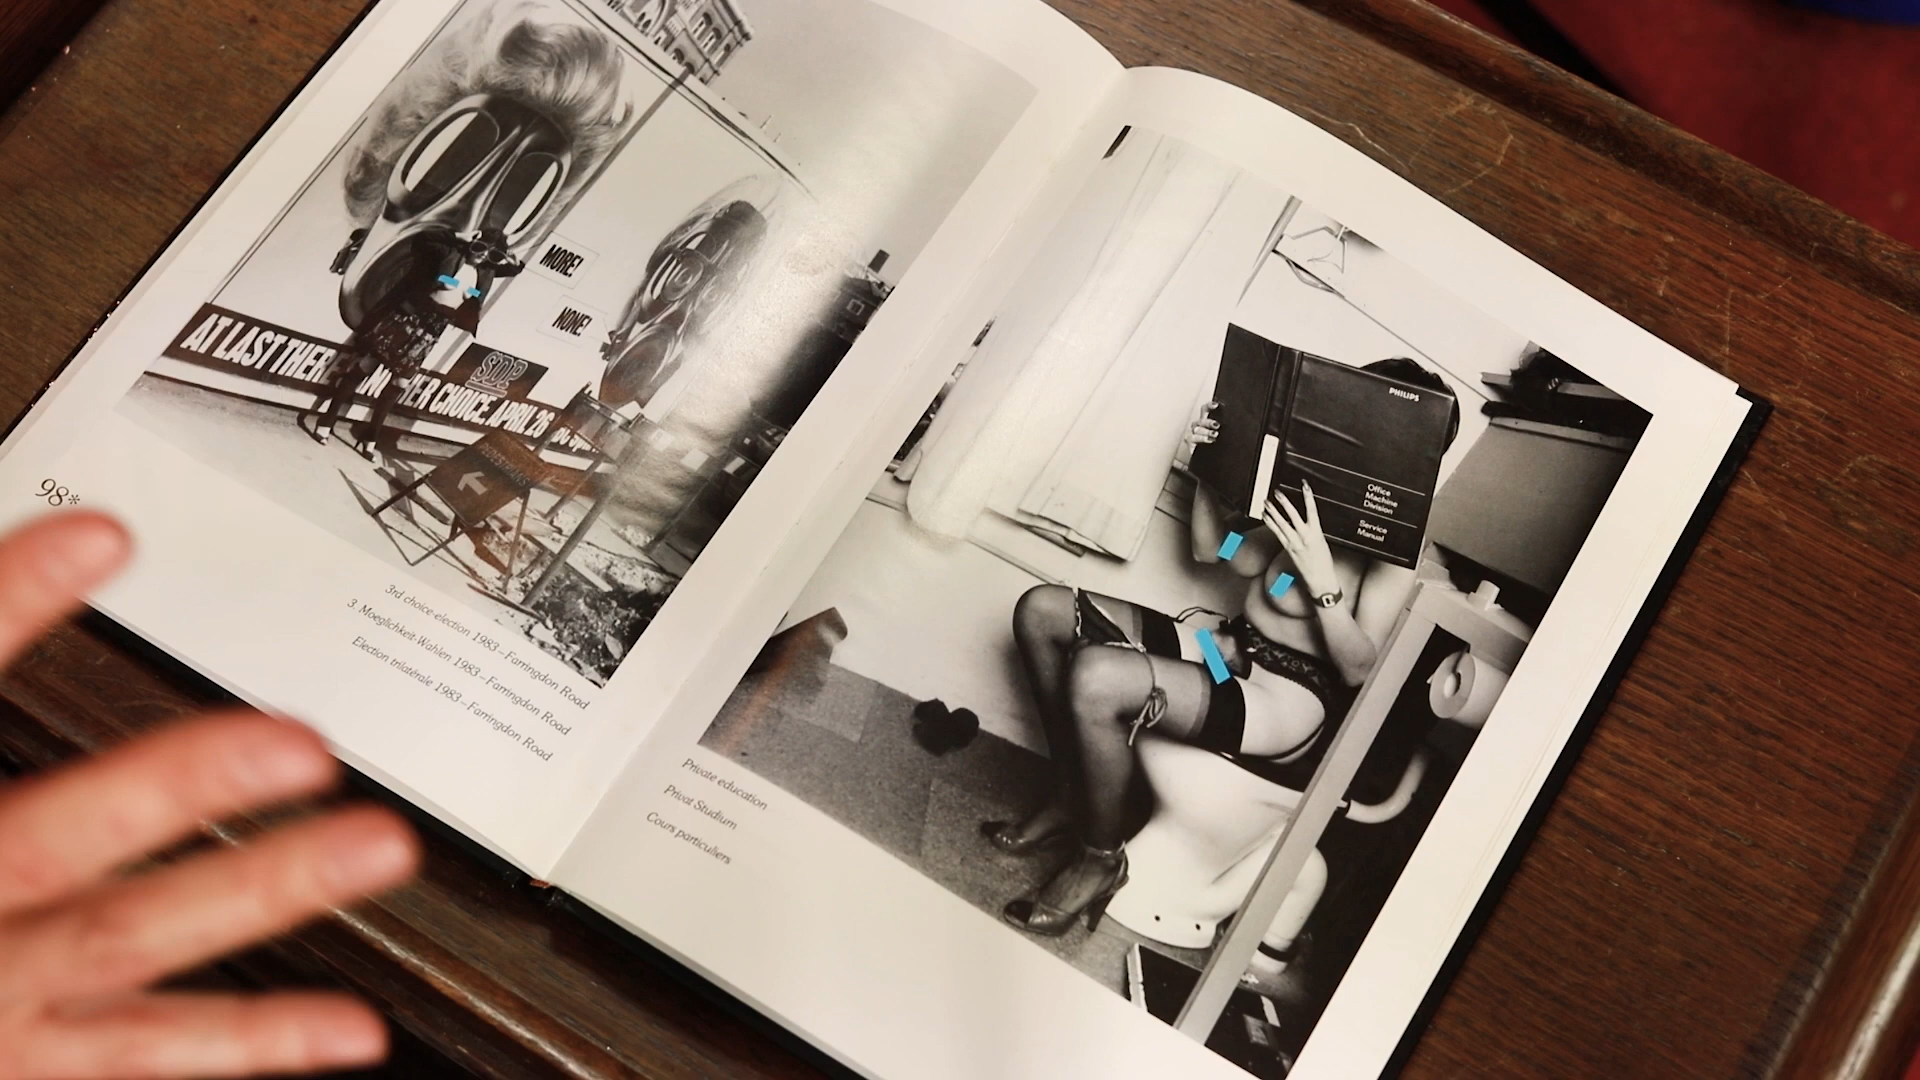 MORE!
NONE!
SDP
AT LAST THERE
ANOTHER CHOICE. APRIL 26
98*
3rd choice-election 1983–Farringdon Road
3. Moeglichkeit-Wahlen 1983–Farringdon Road
Election trilatérale 1983–Farringdon Road
PHILIPS
Office
Machine
Division
Service
Manual
Private education
Privat Studium
Cours particuliers